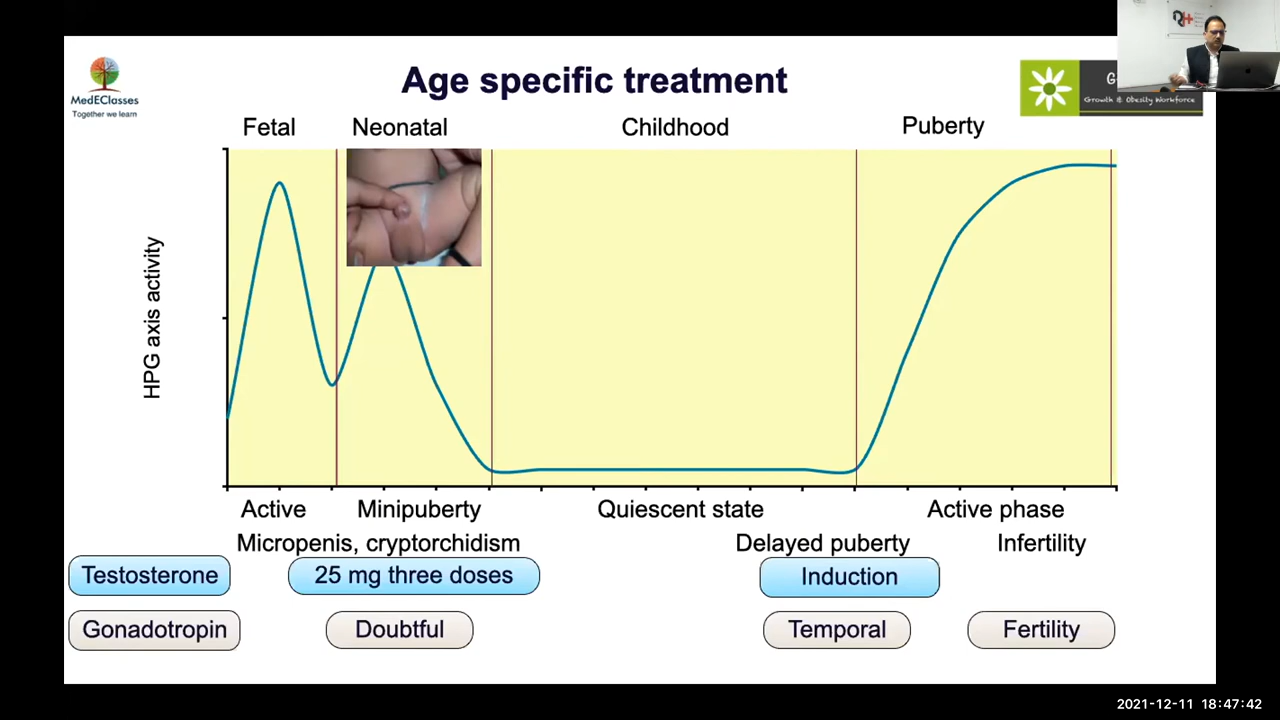 Age specific treatment
MedEClasses
Together we learn
G
Growth & Obesity Workforce
Fetal
Neonatal
Childhood
Puberty
HPG axis activity
Active
Minipuberty
Quiescent state
Active phase
Micropenis, cryptorchidism
Delayed puberty
Infertility
Testosterone
25 mg three doses
Induction
Gonadotropin
Doubtful
Temporal
Fertility
2021-12-11 18:47:42